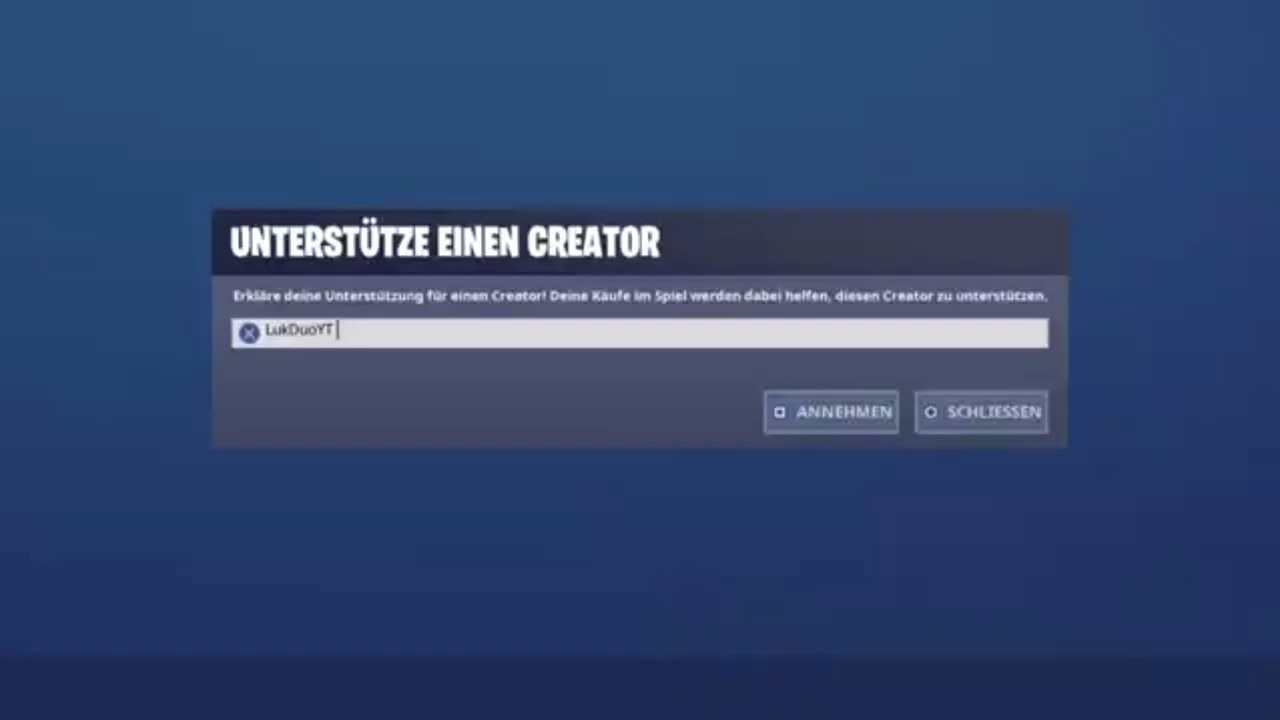 UNTERSTÜTZE EINEN CREATOR
Erkläre deine Unterstützung für einen Creator! Deine Käufe im Spiel werden dabei helfen, diesen Creator zu unterstützen.
LukDuoYT
ANNEHMEN SCHLIESSEN